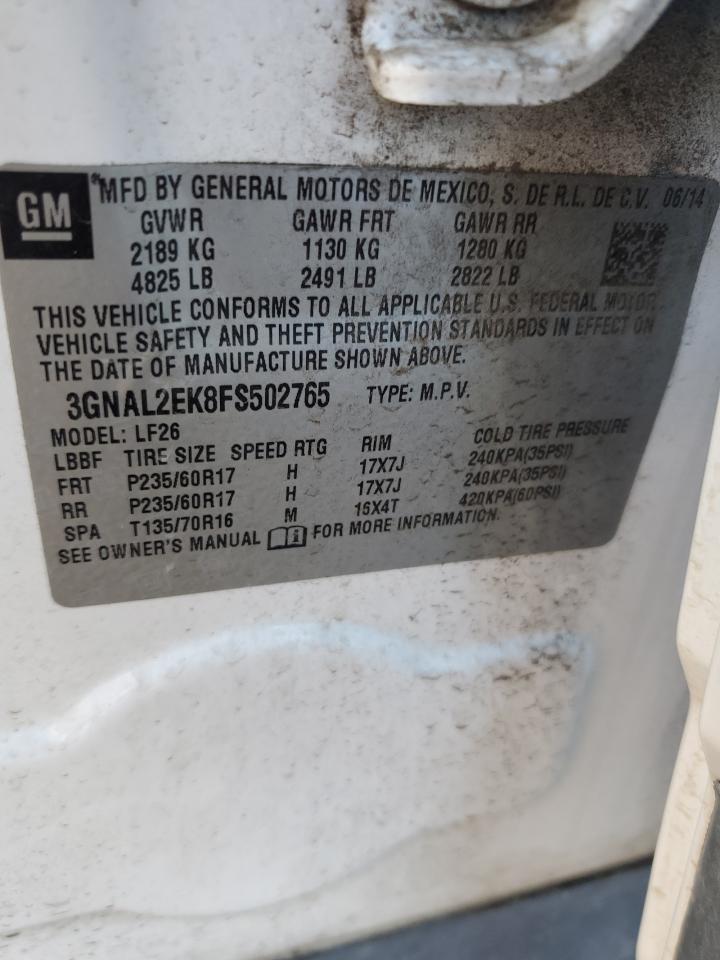 GM
*MFD BY GENERAL MOTORS DE MEXICO, S. DE R.L. DE C.V. 06/14
GVWR GAWR FRT GAWR RR
2189 KG 1130 KG 1280 KG
4825 LB 2491 LB 2822 LB
THIS VEHICLE CONFORMS TO ALL APPLICABLE U.S. FEDERAL MOTOR
VEHICLE SAFETY AND THEFT PREVENTION STANDARDS IN EFFECT ON
THE DATE OF MANUFACTURE SHOWN ABOVE.
3GNAL2EK8FS502765 TYPE: M.P.V.
MODEL: LF26
LBBF TIRE SIZE SPEED RTG RIM COLD TIRE PRESSURE
FRT P235/60R17 H 17X7J 240KPA(35PSI)
RR P235/60R17 H 17X7J 240KPA(35PSI)
SPA T135/70R16 M 16X4T 420KPA(60PSI)
SEE OWNER'S MANUAL FOR MORE INFORMATION.